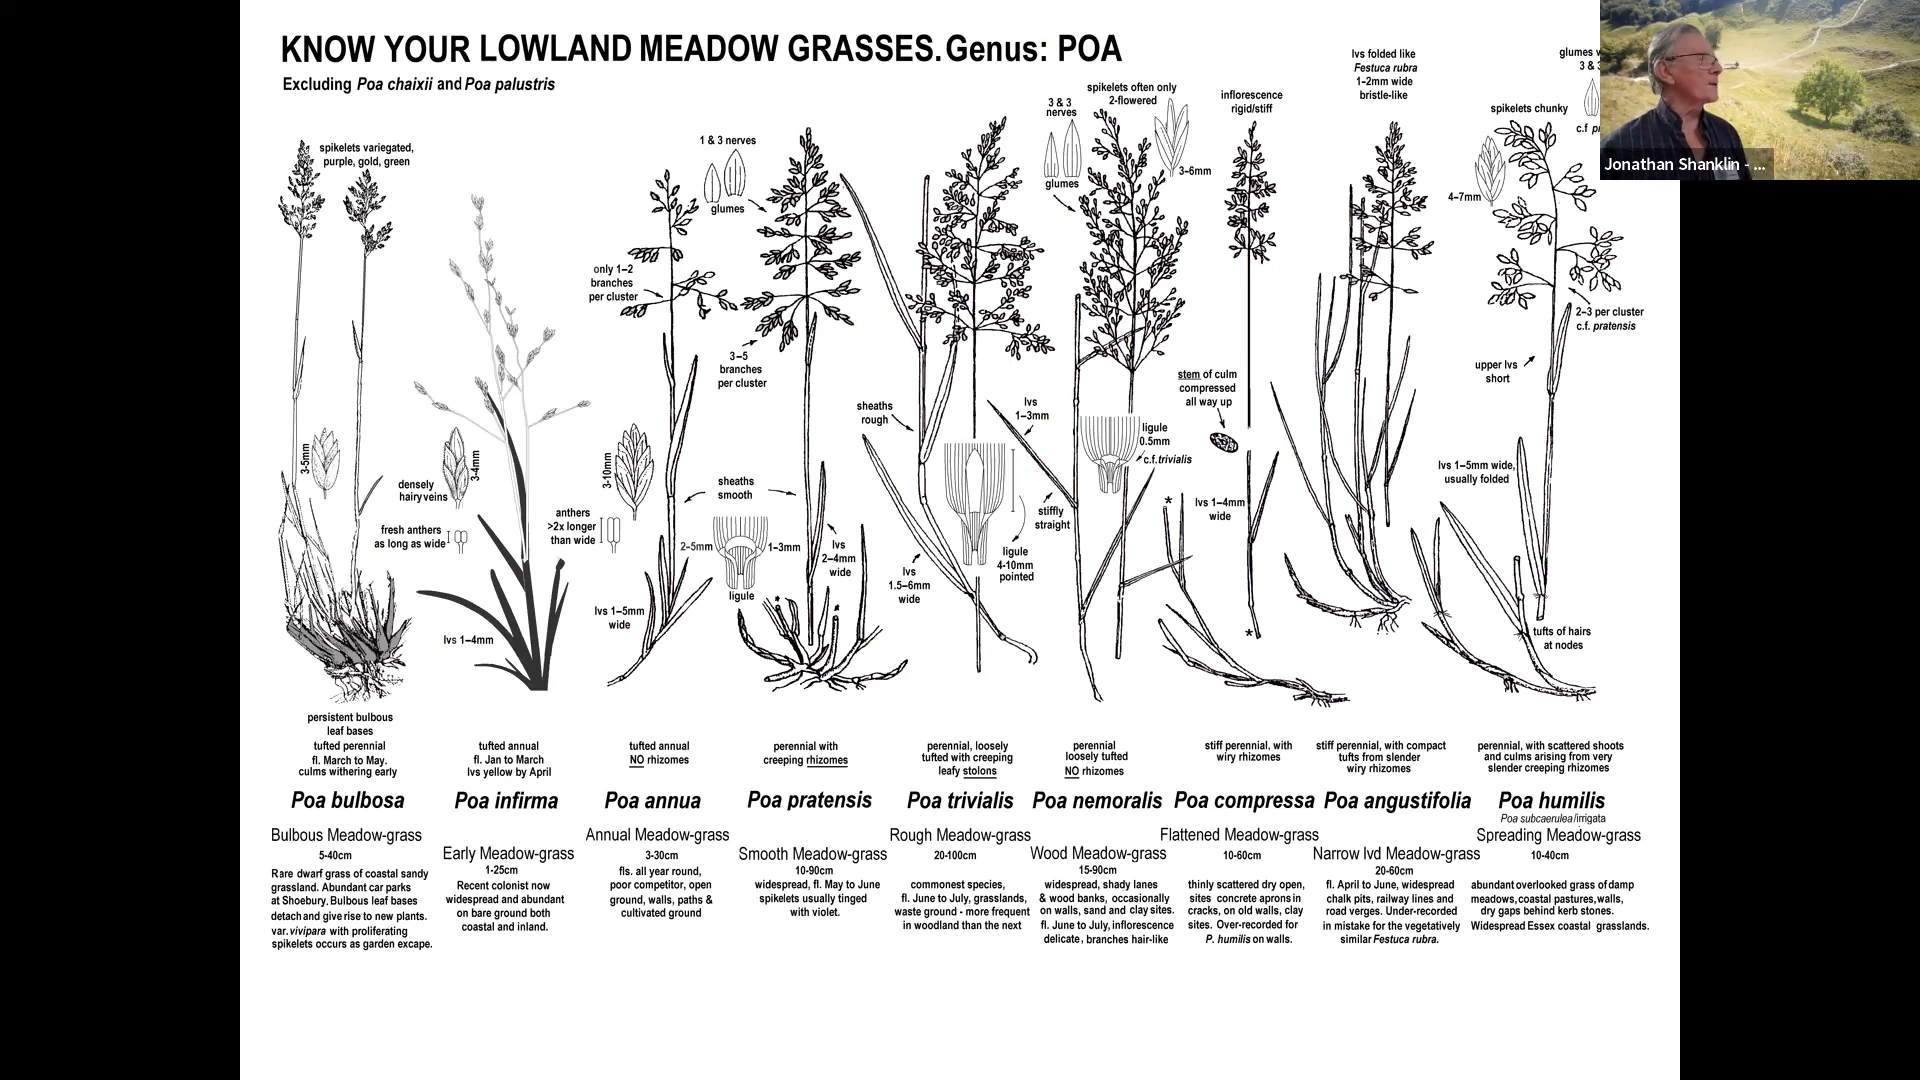 KNOW YOUR LOWLAND MEADOW GRASSES. Genus: POA
Excluding Poa chaixii and Poa palustris
Jonathan Shanklin - ...
spikelets variegated,
purple, gold, green
3-5mm
persistent bulbous
leaf bases
tufted perennial
fl. March to May.
culms withering early
Poa bulbosa
Bulbous Meadow-grass
5-40cm
Rare dwarf grass of coastal sandy
grassland. Abundant car parks
at Shoebury. Bulbous leaf bases
detach and give rise to new plants.
var. vivipara with proliferating
spikelets occurs as garden excape.
densely
hairy veins
3-4mm
fresh anthers
as long as wide
lvs 1–4mm
tufted annual
fl. Jan to March
lvs yellow by April
Poa infirma
Early Meadow-grass
1-25cm
Recent colonist now
widespread and abundant
on bare ground both
coastal and inland.
only 1–2
branches
per cluster
3-10mm
anthers
>2x longer
than wide
lvs 1–5mm
wide
tufted annual
NO rhizomes
Poa annua
Annual Meadow-grass
3-30cm
fls. all year round,
poor competitor, open
ground, walls, paths &
cultivated ground
1 & 3 nerves
glumes
3–5
branches
per cluster
sheaths
smooth
2–5mm
1–3mm
ligule
lvs
2–4mm
wide
perennial with
creeping rhizomes
Poa pratensis
Smooth Meadow-grass
10-90cm
widespread, fl. May to June
spikelets usually tinged
with violet.
sheaths
rough
lvs
1.5–6mm
wide
ligule
4-10mm
pointed
perennial, loosely
tufted with creeping
leafy stolons
Poa trivialis
Rough Meadow-grass
20-100cm
commonest species,
fl. June to July, grasslands,
waste ground - more frequent
in woodland than the next
3 & 3
nerves
glumes
spikelets often only
2-flowered
3–6mm
lvs
1–3mm
stiffly
straight
ligule
0.5mm
c.f. trivialis
perennial
loosely tufted
NO rhizomes
Poa nemoralis
Wood Meadow-grass
15-90cm
widespread, shady lanes
& wood banks, occasionally
on walls, sand and clay sites.
fl. June to July, inflorescence
delicate, branches hair-like
inflorescence
rigid/stiff
stem of culm
compressed
all way up
*
lvs 1–4mm
wide
*
stiff perennial, with
wiry rhizomes
Poa compressa
Flattened Meadow-grass
10-60cm
thinly scattered dry open,
sites concrete aprons in
cracks, on old walls, clay
sites. Over-recorded for
P. humilis on walls.
lvs folded like
Festuca rubra
1–2mm wide
bristle-like
stiff perennial, with compact
tufts from slender
wiry rhizomes
Poa angustifolia
Narrow lvd Meadow-grass
20-60cm
fl. April to June, widespread
chalk pits, railway lines and
road verges. Under-recorded
in mistake for the vegetatively
similar Festuca rubra.
glumes
3 &
spikelets chunky
c.f
4–7mm
2–3 per cluster
c.f. pratensis
upper lvs
short
lvs 1–5mm wide,
usually folded
tufts of hairs
at nodes
perennial, with scattered shoots
and culms arising from very
slender creeping rhizomes
Poa humilis
Poa subcaerulea/irrigata
Spreading Meadow-grass
10-40cm
abundant overlooked grass of damp
meadows, coastal pastures, walls,
dry gaps behind kerb stones.
Widespread Essex coastal grasslands.